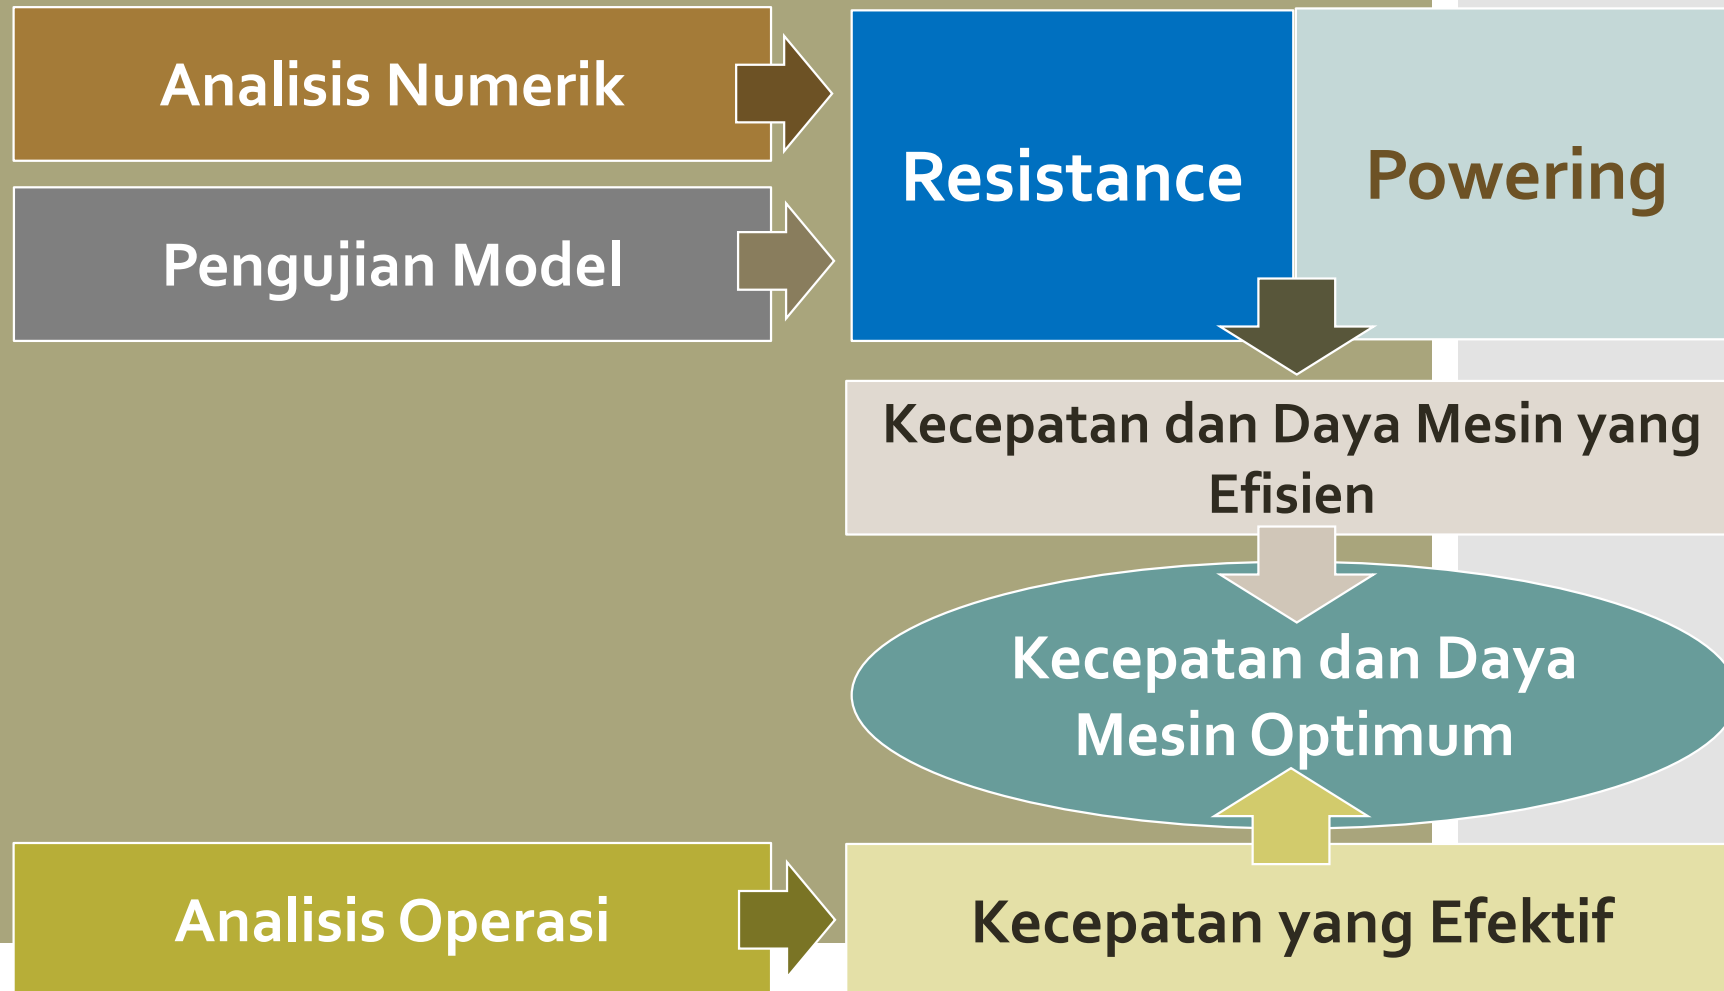 Analisis Numerik
Pengujian Model
Resistance
Powering
Kecepatan dan Daya Mesin yang
Efisien
Kecepatan dan Daya
Mesin Optimum
Analisis Operasi
Kecepatan yang Efektif